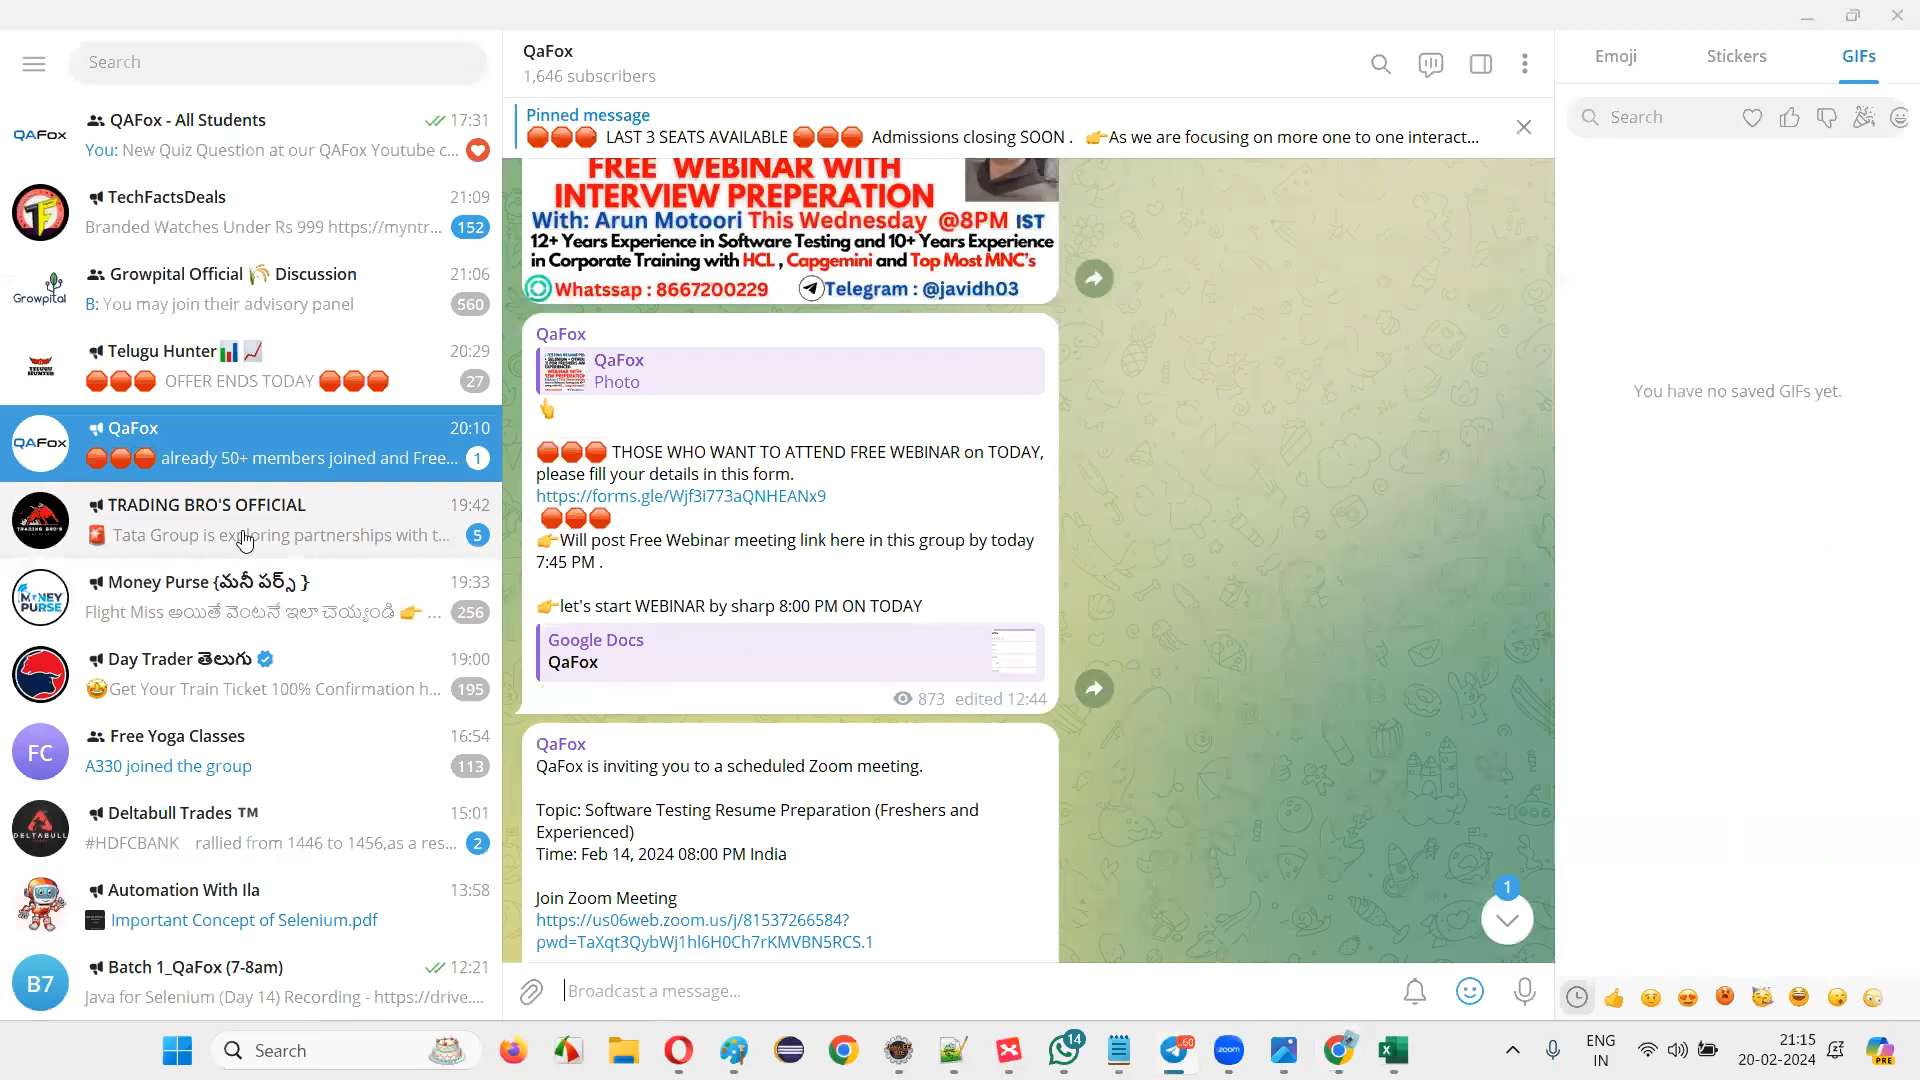 Search
QAFox - All Students 17:31
You: New Quiz Question at our QAFox Youtube c...
TechFactsDeals 21:09
Branded Watches Under Rs 999 https://myntr... 152
Growpital Official 🌾 Discussion 21:06
B: You may join their advisory panel 560
Telugu Hunter📊📈 20:29
🛑🛑🛑 OFFER ENDS TODAY 🛑🛑🛑 27
QaFox 20:10
🛑🛑🛑 already 50+ members joined and Free... 1
TRADING BRO'S OFFICIAL 19:42
🚨 Tata Group is exploring partnerships with t... 5
Money Purse {మనీ పర్స్ } 19:33
Flight Miss అయితే వెంటనే ఇలా చెయ్యండి 👉 ... 256
Day Trader తెలుగు 19:00
🤩Get Your Train Ticket 100% Confirmation h... 195
FC
Free Yoga Classes 16:54
A330 joined the group 113
Deltabull Trades ™ 15:01
#HDFCBANK rallied from 1446 to 1456,as a res... 2
Automation With Ila 13:58
Important Concept of Selenium.pdf
B7
Batch 1_QaFox (7-8am) 12:21
Java for Selenium (Day 14) Recording - https://drive....
QAFox
Growpital
TELUGU HUNTER
QAFox
TRADING BRO'S
MONEY PURSE
DELTABULL
QaFox
1,646 subscribers
Pinned message
🛑🛑🛑 LAST 3 SEATS AVAILABLE 🛑🛑🛑 Admissions closing SOON . 👉As we are focusing on more one to one interact...
FREE WEBINAR WITH
INTERVIEW PREPERATION
With: Arun Motoori This Wednesday @8PM IST
12+ Years Experience in Software Testing and 10+ Years Experience
in Corporate Training with HCL , Capgemini and Top Most MNC's
Whatssap : 8667200229 Telegram : @javidh03
QaFox
QaFox
Photo
👆
🛑🛑🛑 THOSE WHO WANT TO ATTEND FREE WEBINAR on TODAY,
please fill your details in this form.
https://forms.gle/Wjf3i773aQNHEANx9
🛑🛑🛑
👉Will post Free Webinar meeting link here in this group by today
7:45 PM .
👉let's start WEBINAR by sharp 8:00 PM ON TODAY
Google Docs
QaFox
873 edited 12:44
QaFox
QaFox is inviting you to a scheduled Zoom meeting.
Topic: Software Testing Resume Preparation (Freshers and
Experienced)
Time: Feb 14, 2024 08:00 PM India
Join Zoom Meeting
https://us06web.zoom.us/j/81537266584?
pwd=TaXqt3QybWj1hl6H0Ch7rKMVBN5RCS.1
1
Broadcast a message...
Emoji Stickers GIFs
Search
You have no saved GIFs yet.
Search
14
60
zoom
ENG
IN
21:15
20-02-2024
PRE